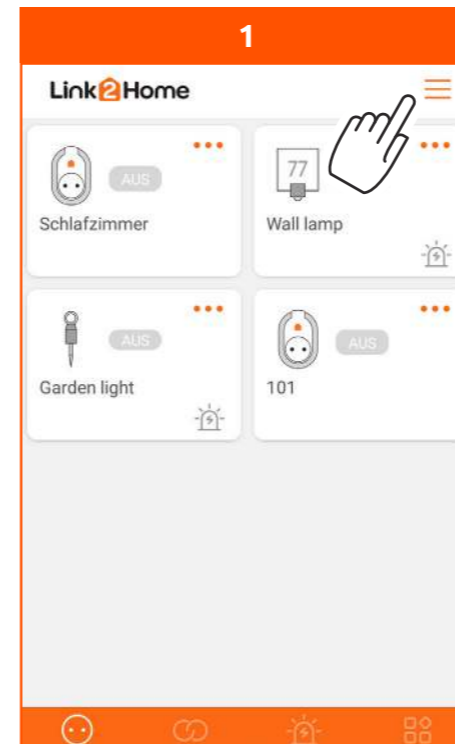 1
Link2Home
AUS
77
Schlafzimmer
Wall lamp
AUS
AUS
Garden light
101